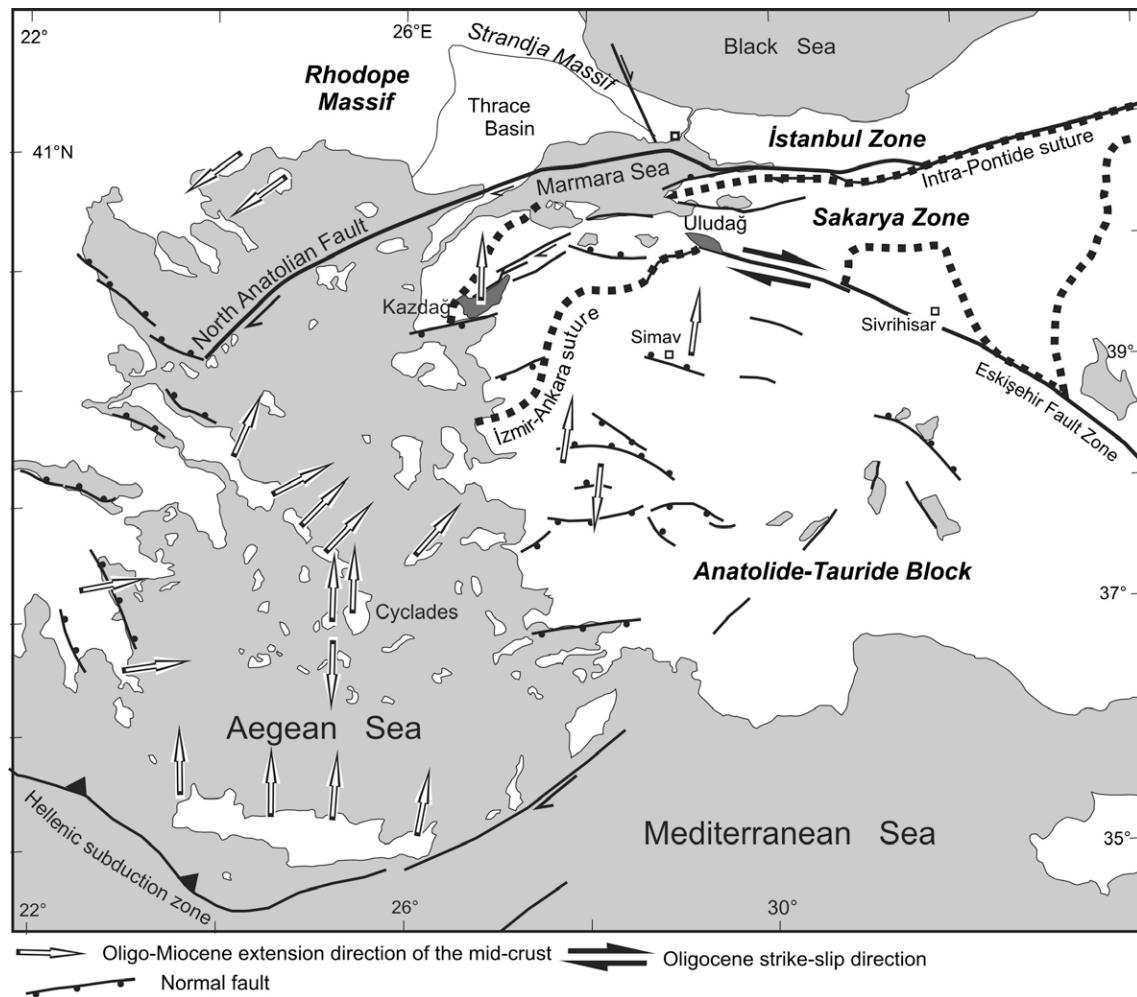 22°
26°E
Black Sea
Strandja Massif
Rhodope
Massif
Thrace
Basin
41°N
İstanbul Zone
Intra-Pontide suture
Marmara Sea
Sakarya Zone
Uludağ
North Anatolian Fault
Kazdağ
Sivrihisar
Simav
39°
İzmir-Ankara suture
Eskişehir Fault Zone
Anatolide-Tauride Block
37°
Cyclades
Aegean Sea
Mediterranean Sea
35°
Hellenic subduction zone
22°
26°
30°
Oligo-Miocene extension direction of the mid-crust
Oligocene strike-slip direction
Normal fault